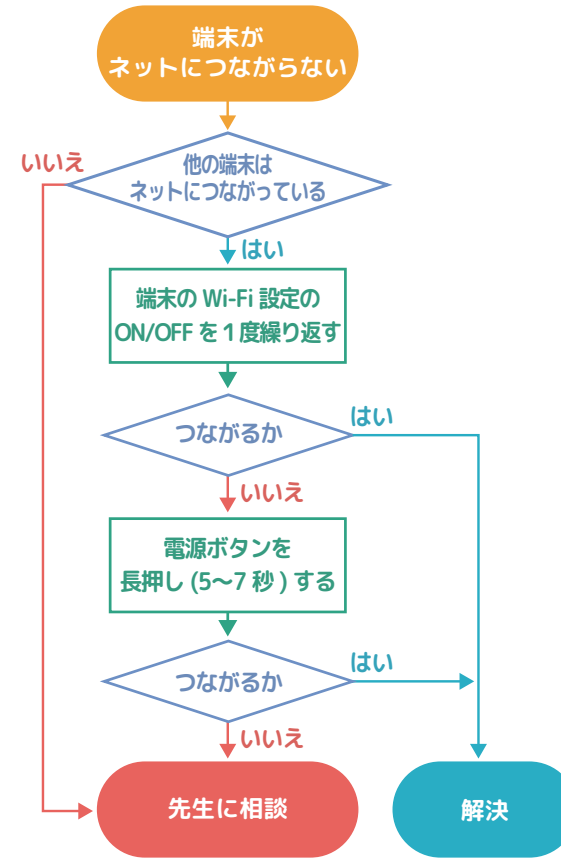 端末が
ネットにつながらない
いいえ
他の端末は
ネットにつながっている
はい
端末の Wi-Fi 設定の
ON/OFF を 1 度繰り返す
つながるか
はい
いいえ
電源ボタンを
長押し (5〜7 秒 ) する
つながるか
はい
いいえ
先生に相談
解決